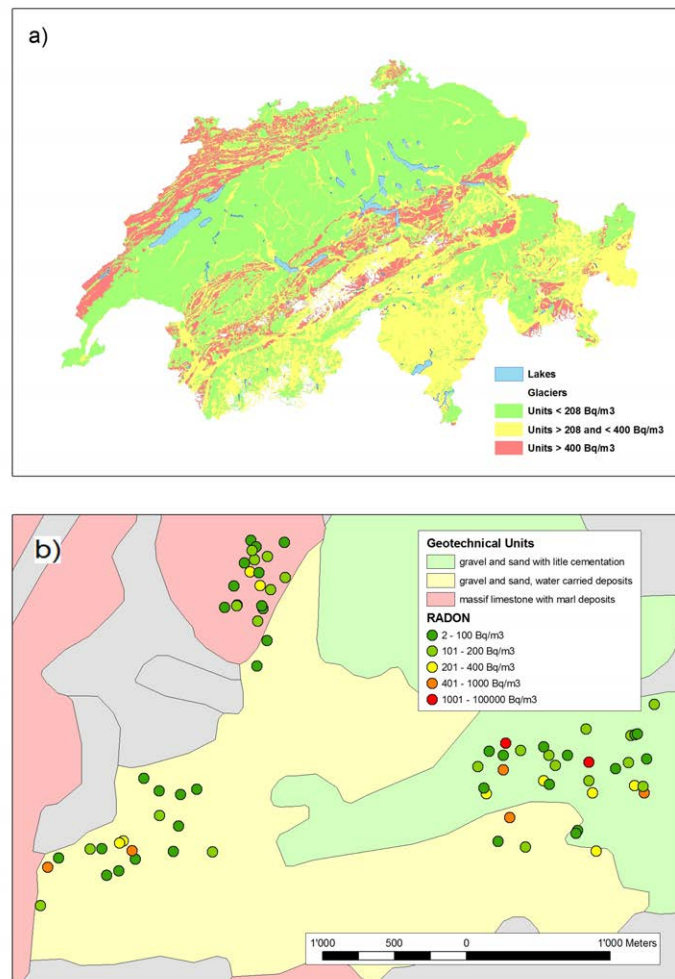 a)
Lakes
Glaciers
Units < 208 Bq/m3
Units > 208 and < 400 Bq/m3
Units > 400 Bq/m3
b)
Geotechnical Units
gravel and sand with litle cementation
gravel and sand, water carried deposits
massif limestone with marl deposits
RADON
2 - 100 Bq/m3
101 - 200 Bq/m3
201 - 400 Bq/m3
401 - 1000 Bq/m3
1001 - 100000 Bq/m3
1'000 500 0 1'000 Meters